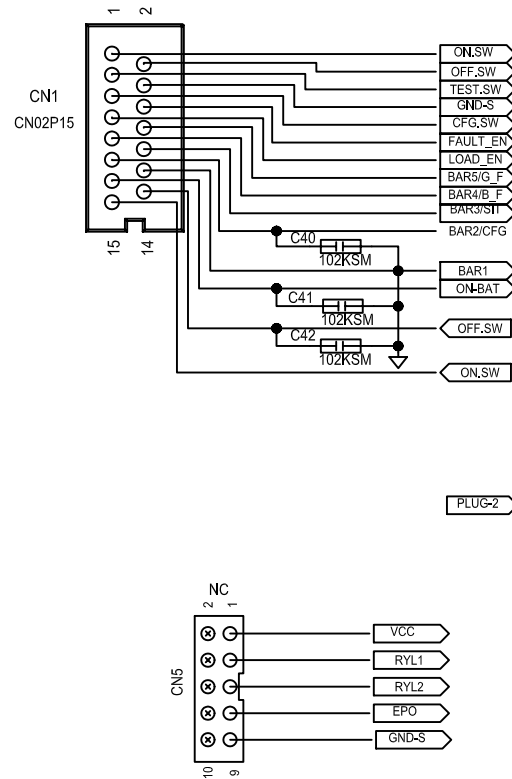 1 2
CN1
CN02P15
15 14
ON.SW
OFF.SW
TEST.SW
GND-S
CFG.SW
FAULT_EN
LOAD_EN
BAR5/G_F
BAR4/B_F
BAR3/SIT
BAR2/CFG
C40
102KSM
BAR1
ON-BAT
C41
102KSM
OFF.SW
C42
102KSM
ON.SW
PLUG-2
NC
2 1
CN5
VCC
RYL1
RYL2
EPO
GND-S
10 9